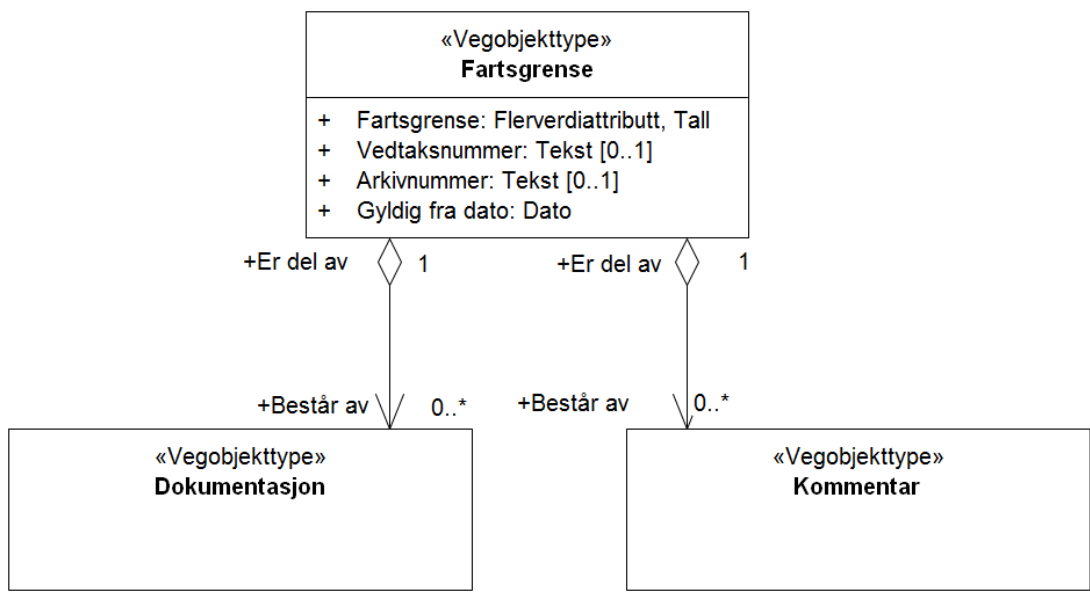 «Vegobjekttype»
Fartsgrense
+ Fartsgrense: Flerverdiattributt, Tall
+ Vedtaksnummer: Tekst [0..1]
+ Arkivnummer: Tekst [0..1]
+ Gyldig fra dato: Dato
+Er del av 1 +Er del av 1
+Består av 0..* +Består av 0..*
«Vegobjekttype»
Dokumentasjon
«Vegobjekttype»
Kommentar